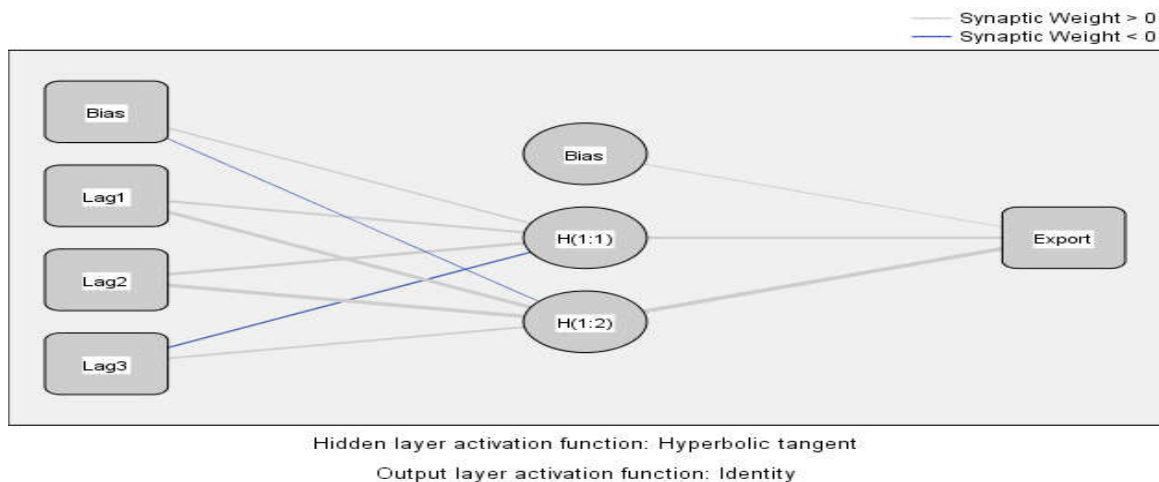 Synaptic Weight > 0
Synaptic Weight < 0
Bias
Lag1
Lag2
Lag3
Bias
H(1:1)
H(1:2)
Export
Hidden layer activation function: Hyperbolic tangent
Output layer activation function: Identity